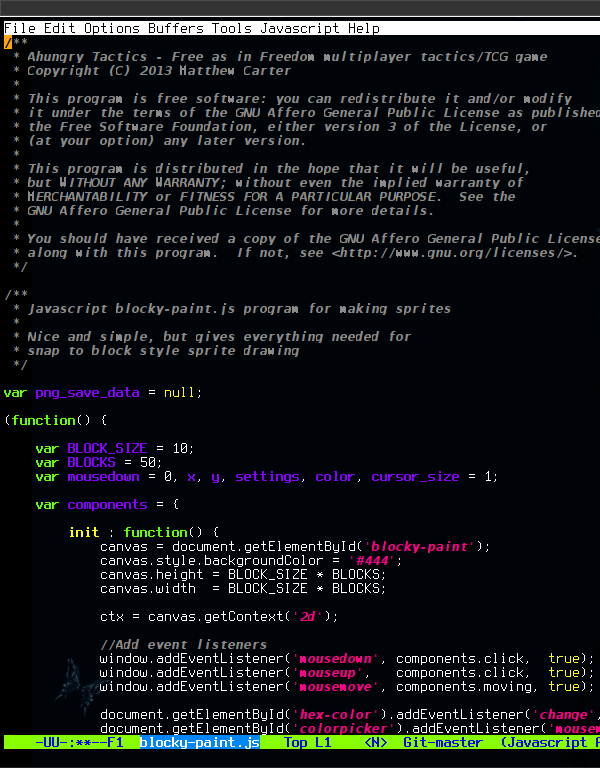 File Edit Options Buffers Tools Javascript Help
/**
 * Ahungry Tactics - Free as in Freedom multiplayer tactics/TCG game
 * Copyright (C) 2013 Matthew Carter
 *
 * This program is free software: you can redistribute it and/or modify
 * it under the terms of the GNU Affero General Public License as published
 * the Free Software Foundation, either version 3 of the License, or
 * (at your option) any later version.
 *
 * This program is distributed in the hope that it will be useful,
 * but WITHOUT ANY WARRANTY; without even the implied warranty of
 * MERCHANTABILITY or FITNESS FOR A PARTICULAR PURPOSE.  See the
 * GNU Affero General Public License for more details.
 *
 * You should have received a copy of the GNU Affero General Public License
 * along with this program.  If not, see <http://www.gnu.org/licenses/>.
 */

/**
 * Javascript blocky-paint.js program for making sprites
 *
 * Nice and simple, but gives everything needed for
 * snap to block style sprite drawing
 */

var png_save_data = null;

(function() {

    var BLOCK_SIZE = 10;
    var BLOCKS = 50;
    var mousedown = 0, x, y, settings, color, cursor_size = 1;

    var components = {

        init : function() {
            canvas = document.getElementById('blocky-paint');
            canvas.style.backgroundColor = '#444';
            canvas.height = BLOCK_SIZE * BLOCKS;
            canvas.width  = BLOCK_SIZE * BLOCKS;

            ctx = canvas.getContext('2d');

            //Add event listeners
            window.addEventListener('mousedown', components.click,  true);
            window.addEventListener('mouseup',   components.click,  true);
            window.addEventListener('mousemove', components.moving, true);

            document.getElementById('hex-color').addEventListener('change',
            document.getElementById('colorpicker').addEventListener('mousem
-UU-:**--F1  blocky-paint.js   Top L1    <N>  Git-master  (Javascript